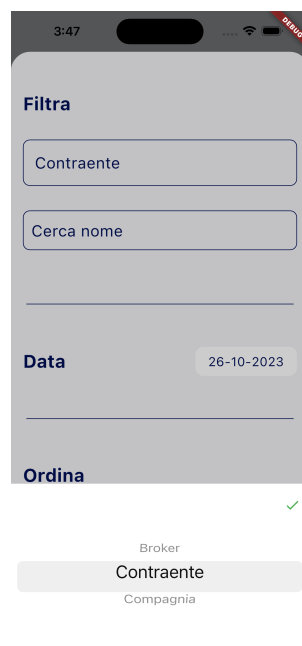 3:47
DEBUG
Filtra
Contraente
Cerca nome
Data
26-10-2023
Ordina
Broker
Contraente
Compagnia